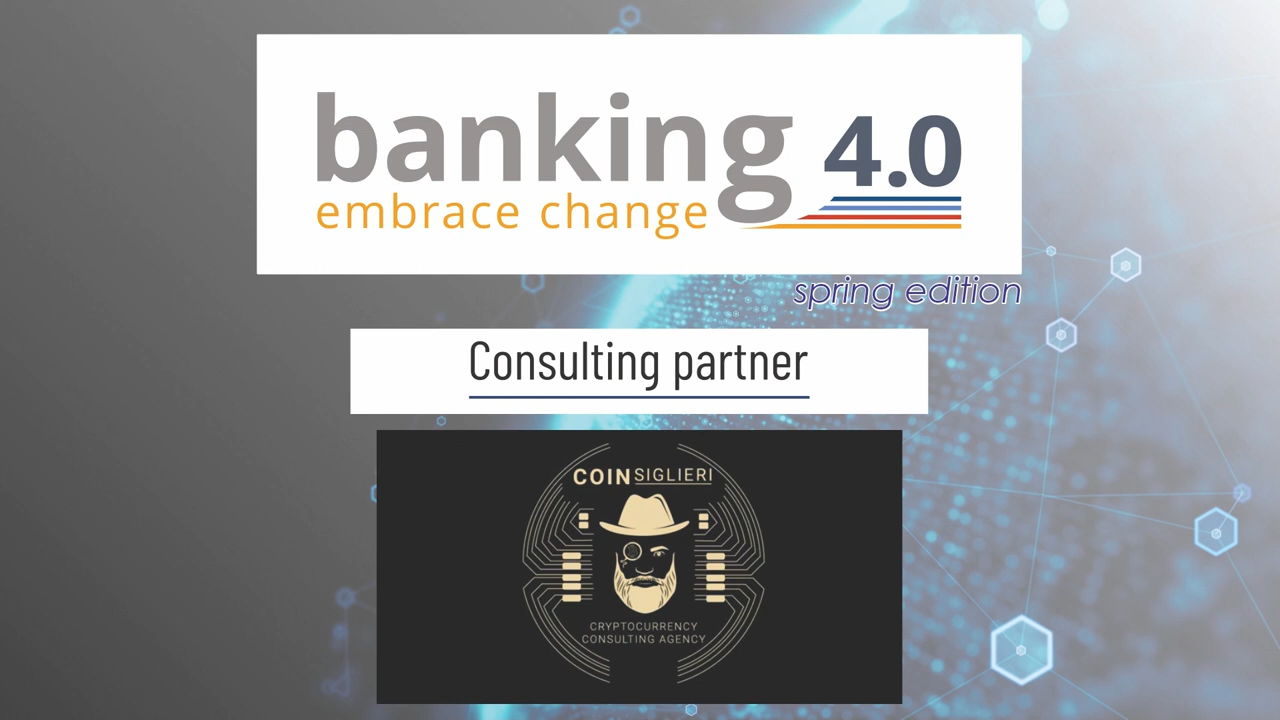 banking 4.0
embrace change
spring edition
Consulting partner
COINSIGLIERI
CRYPTOCURRENCY
CONSULTING AGENCY